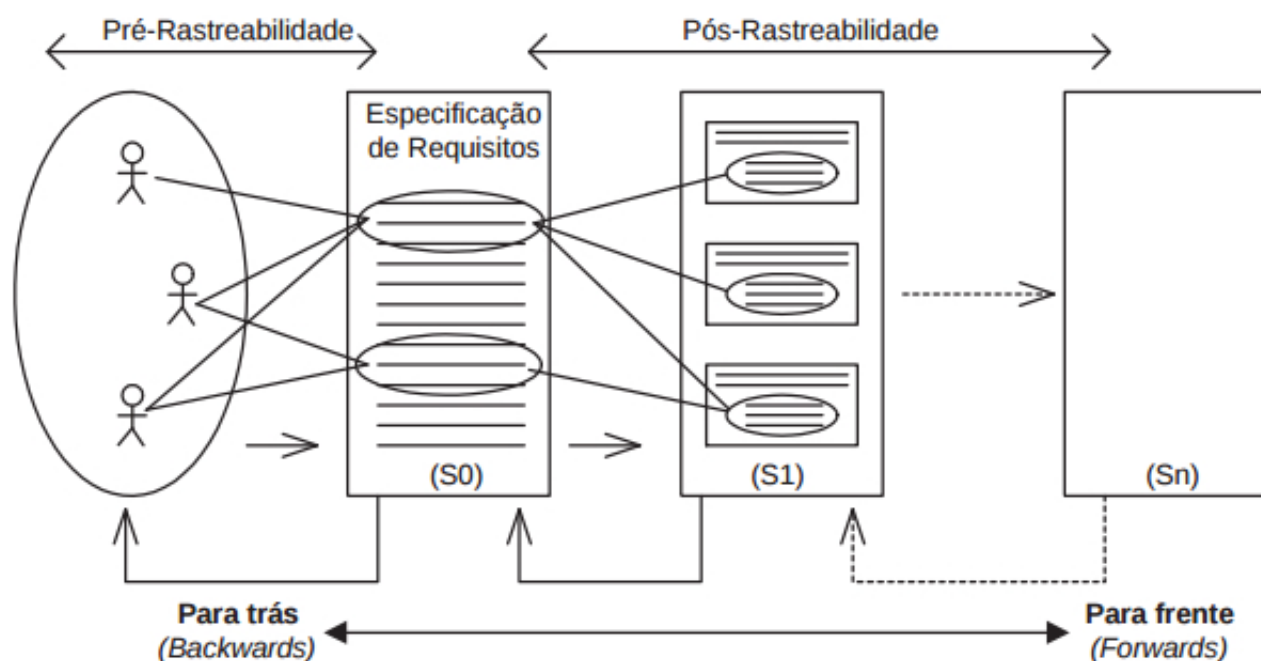 Pré-Rastreabilidade
Pós-Rastreabilidade
Especificação
de Requisitos
(S0)
(S1)
(Sn)
Para trás
(Backwards)
Para frente
(Forwards)